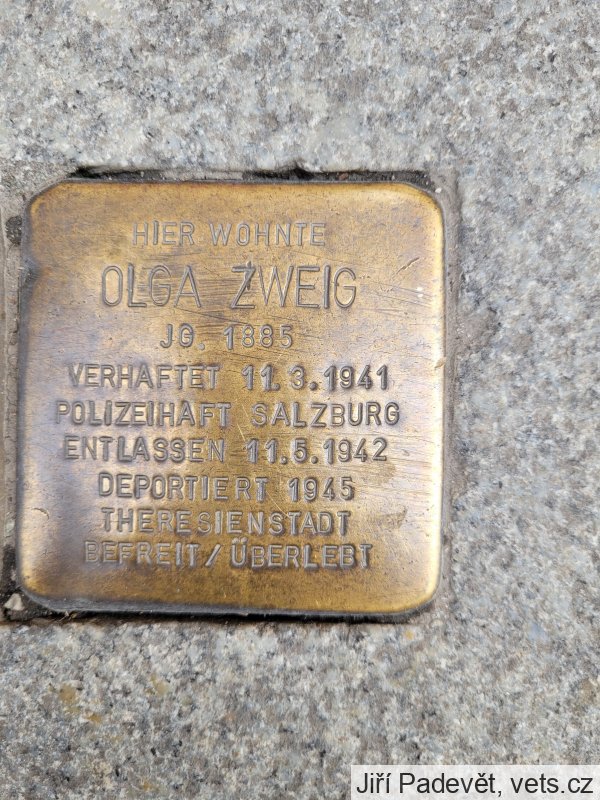 HIER WOHNTE
OLGA ZWEIG
JG. 1885
VERHAFTET 11.3.1941
POLIZEIHAFT SALZBURG
ENTLASSEN 11.5.1942
DEPORTIERT 1945
THERESIENSTADT
BEFREIT / ÜBERLEBT
Jiří Padevět, vets.cz